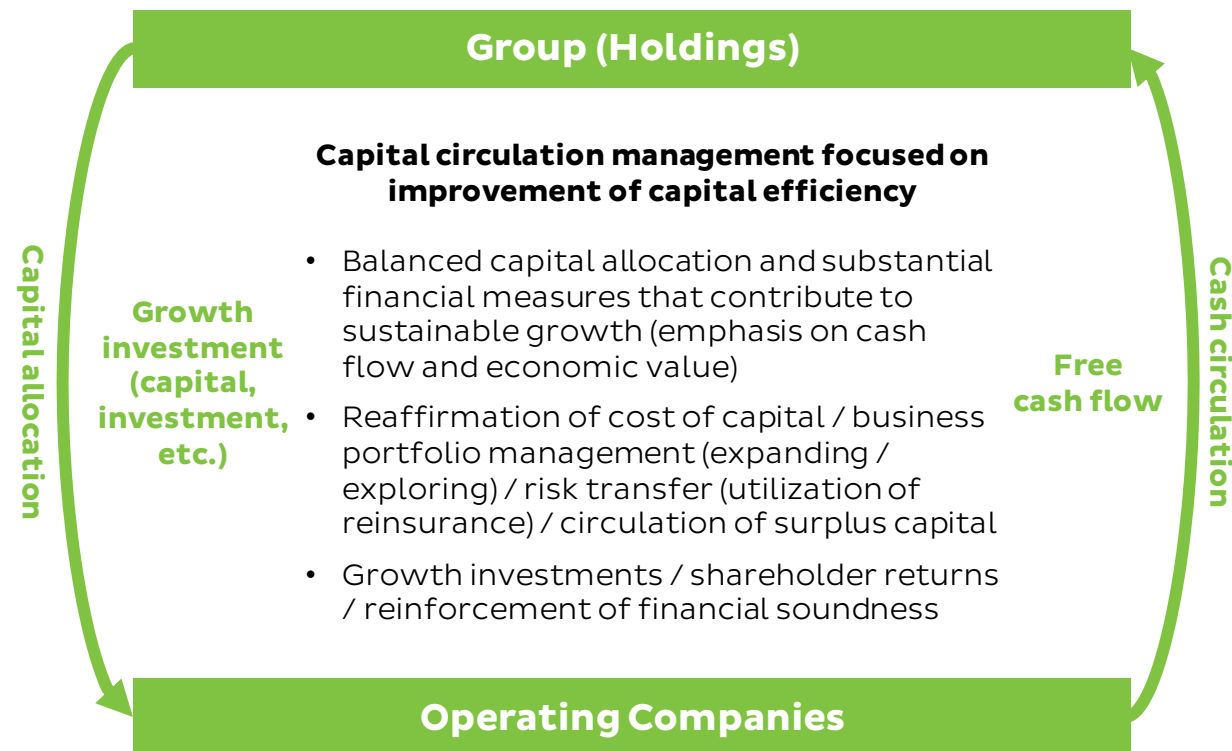 Group (Holdings)
Capital circulation management focused on
improvement of capital efficiency
Capital allocation
Growth
investment
(capital,
investment,
etc.)
• Balanced capital allocation and substantial
financial measures that contribute to
sustainable growth (emphasis on cash
flow and economic value)
• Reaffirmation of cost of capital / business
portfolio management (expanding /
exploring) / risk transfer (utilization of
reinsurance) / circulation of surplus capital
• Growth investments / shareholder returns
/ reinforcement of financial soundness
Free
cash flow
Cash circulation
Operating Companies